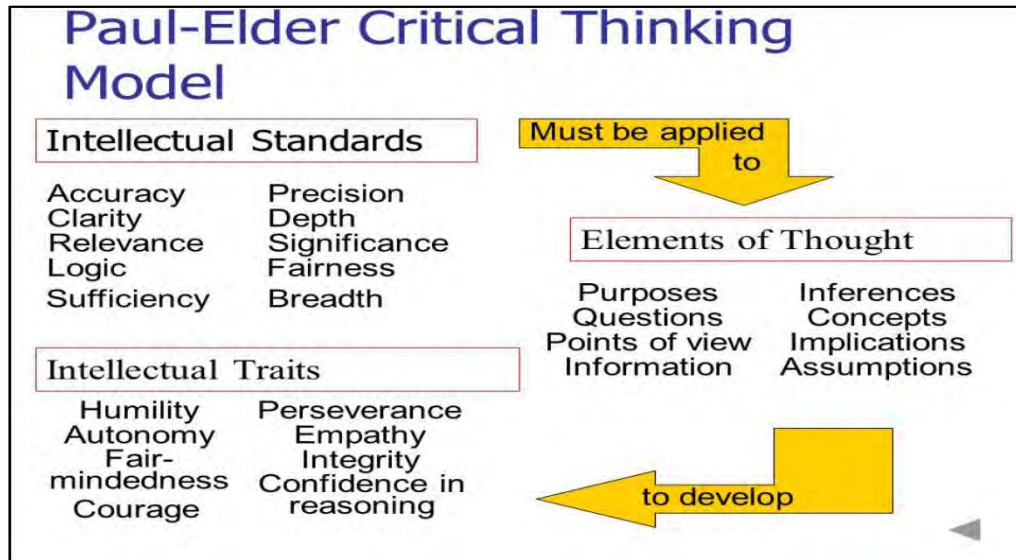 Paul-Elder Critical Thinking
Model
Intellectual Standards
Accuracy Precision
Clarity Depth
Relevance Significance
Logic Fairness
Sufficiency Breadth
Must be applied
to
Elements of Thought
Purposes Inferences
Questions Concepts
Points of view Implications
Information Assumptions
to develop
Intellectual Traits
Humility Perseverance
Autonomy Empathy
Fair- Integrity
mindedness Confidence in
Courage reasoning